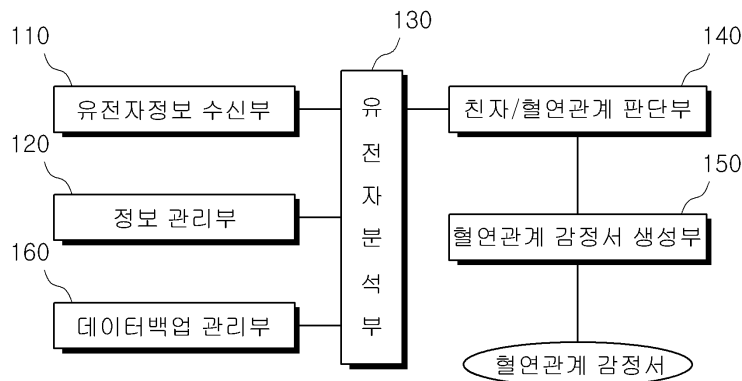 110
유전자정보 수신부
120
정보 관리부
160
데이터백업 관리부
130
유
전
자
분
석
부
140
친자/혈연관계 판단부
150
혈연관계 감정서 생성부
혈연관계 감정서